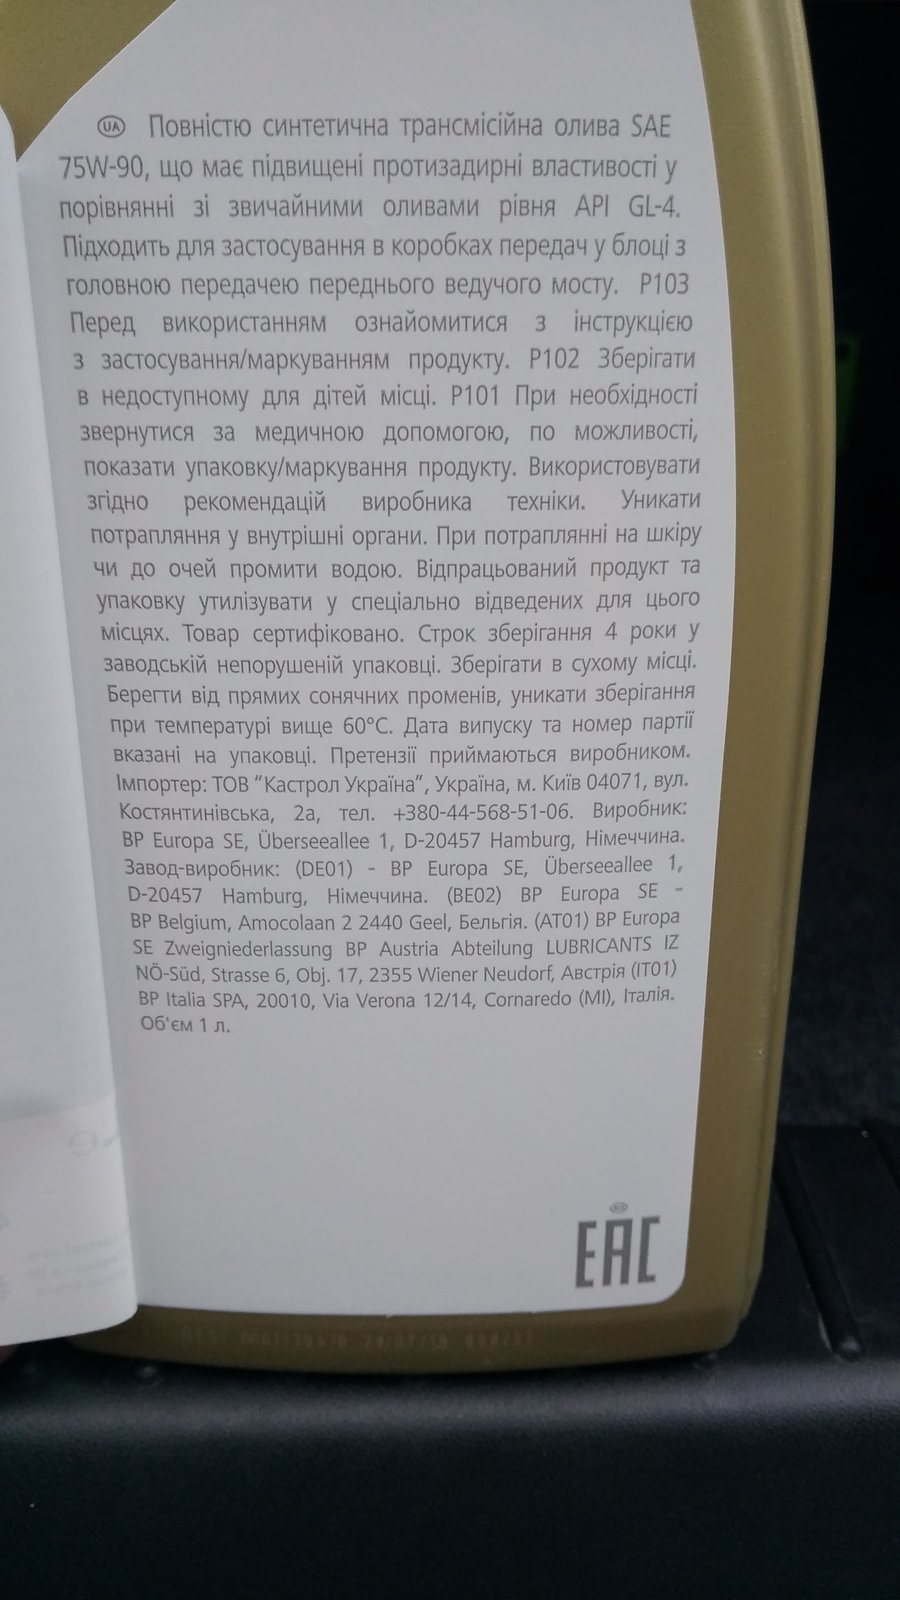 UA Повністю синтетична трансмісійна олива SAE
75W-90, що має підвищені протизадирні властивості у
порівнянні зі звичайними оливами рівня API GL-4.
Підходить для застосування в коробках передач у блоці з
головною передачею переднього ведучого мосту. P103
Перед використанням ознайомитися з інструкцією
з застосування/маркуванням продукту. P102 Зберігати
в недоступному для дітей місці. P101 При необхідності
звернутися за медичною допомогою, по можливості,
показати упаковку/маркування продукту. Використовувати
згідно рекомендацій виробника техніки. Уникати
потрапляння у внутрішні органи. При потраплянні на шкіру
чи до очей промити водою. Відпрацьований продукт та
упаковку утилізувати у спеціально відведених для цього
місцях. Товар сертифіковано. Строк зберігання 4 роки у
заводській непорушеній упаковці. Зберігати в сухому місці.
Берегти від прямих сонячних променів, уникати зберігання
при температурі вище 60°C. Дата випуску та номер партії
вказані на упаковці. Претензії приймаються виробником.
Імпортер: ТОВ “Кастрол Україна”, Україна, м. Київ 04071, вул.
Костянтинівська, 2а, тел. +380-44-568-51-06. Виробник:
BP Europa SE, Überseeallee 1, D-20457 Hamburg, Німеччина.
Завод-виробник: (DE01) - BP Europa SE, Überseeallee 1,
D-20457 Hamburg, Німеччина. (BE02) BP Europa SE -
BP Belgium, Amocolaan 2 2440 Geel, Бельгія. (AT01) BP Europa
SE Zweigniederlassung BP Austria Abteilung LUBRICANTS IZ
NÖ-Süd, Strasse 6, Obj. 17, 2355 Wiener Neudorf, Австрія (IT01)
BP Italia SPA, 20010, Via Verona 12/14, Cornaredo (MI), Італія.
Об'єм 1 л.
EAC